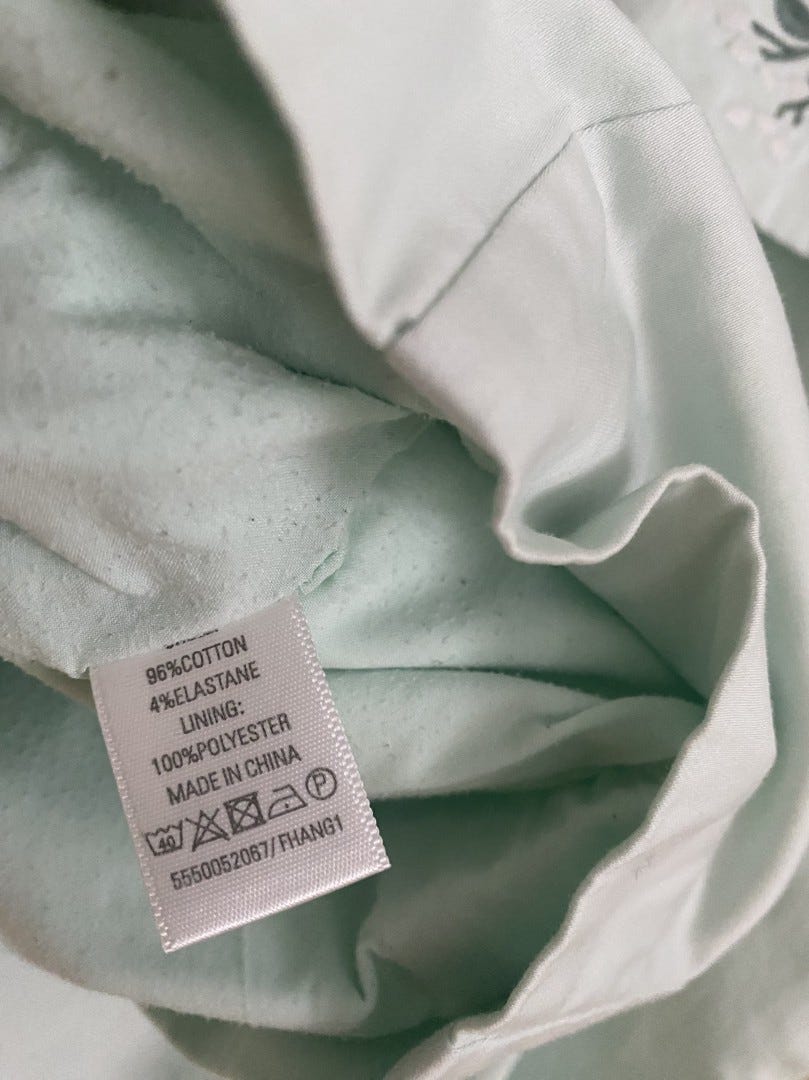 96%COTTON
4%ELASTANE
LINING:
100%POLYESTER
MADE IN CHINA
40 P
5550052067/FHANG1